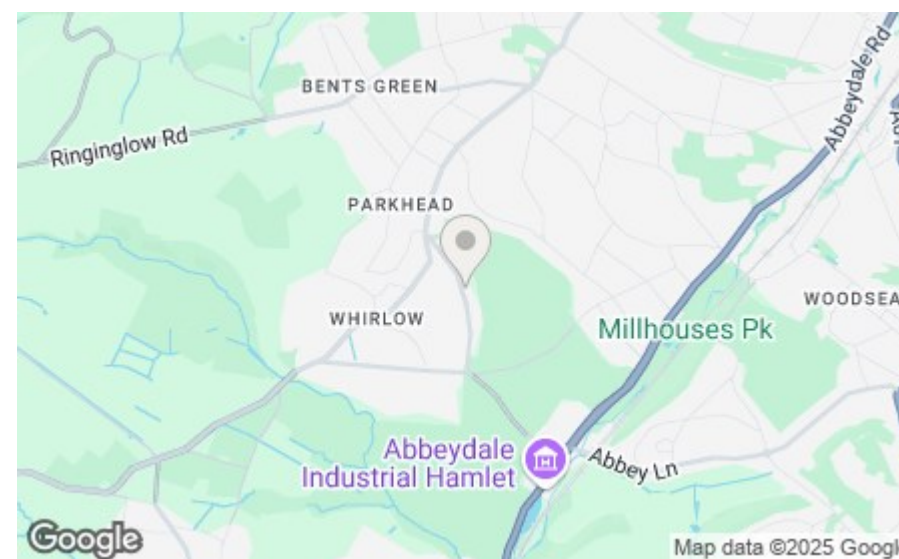 BENTS GREEN
Ringinglow Rd
Abbeydale Rd
PARKHEAD
WHIRLOW
WOODSEA
Millhouses Pk
Abbeydale
Industrial Hamlet
Abbey Ln
Google
Map data ©2025 Googl